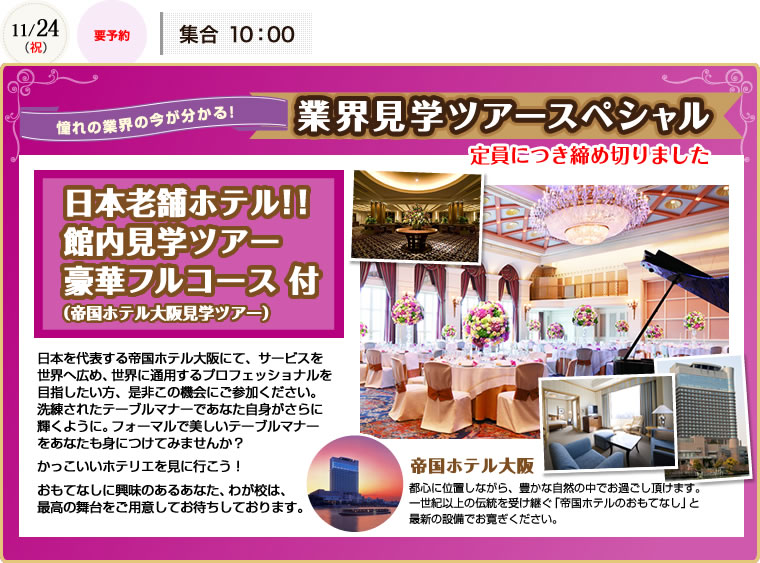 11/24
（祝）
要予約
集合 10：00
憧れの業界の今が分かる！
業界見学ツアースペシャル
定員につき締め切りました
日本老舗ホテル！！
館内見学ツアー
豪華フルコース 付
（帝国ホテル大阪見学ツアー）
日本を代表する帝国ホテル大阪にて、サービスを
世界へ広め、世界に通用するプロフェッショナルを
目指したい方、是非この機会にご参加ください。
洗練されたテーブルマナーであなた自身がさらに
輝くように。フォーマルで美しいテーブルマナー
をあなたも身につけてみませんか？
かっこいいホテリエを見に行こう！
おもてなしに興味のあるあなた、わが校は、
最高の舞台をご用意してお待ちしております。
帝国ホテル大阪
都心に位置しながら、豊かな自然の中でお過ごし頂けます。
一世紀以上の伝統を受け継ぐ「帝国ホテルのおもてなし」と
最新の設備でお寛ぎください。